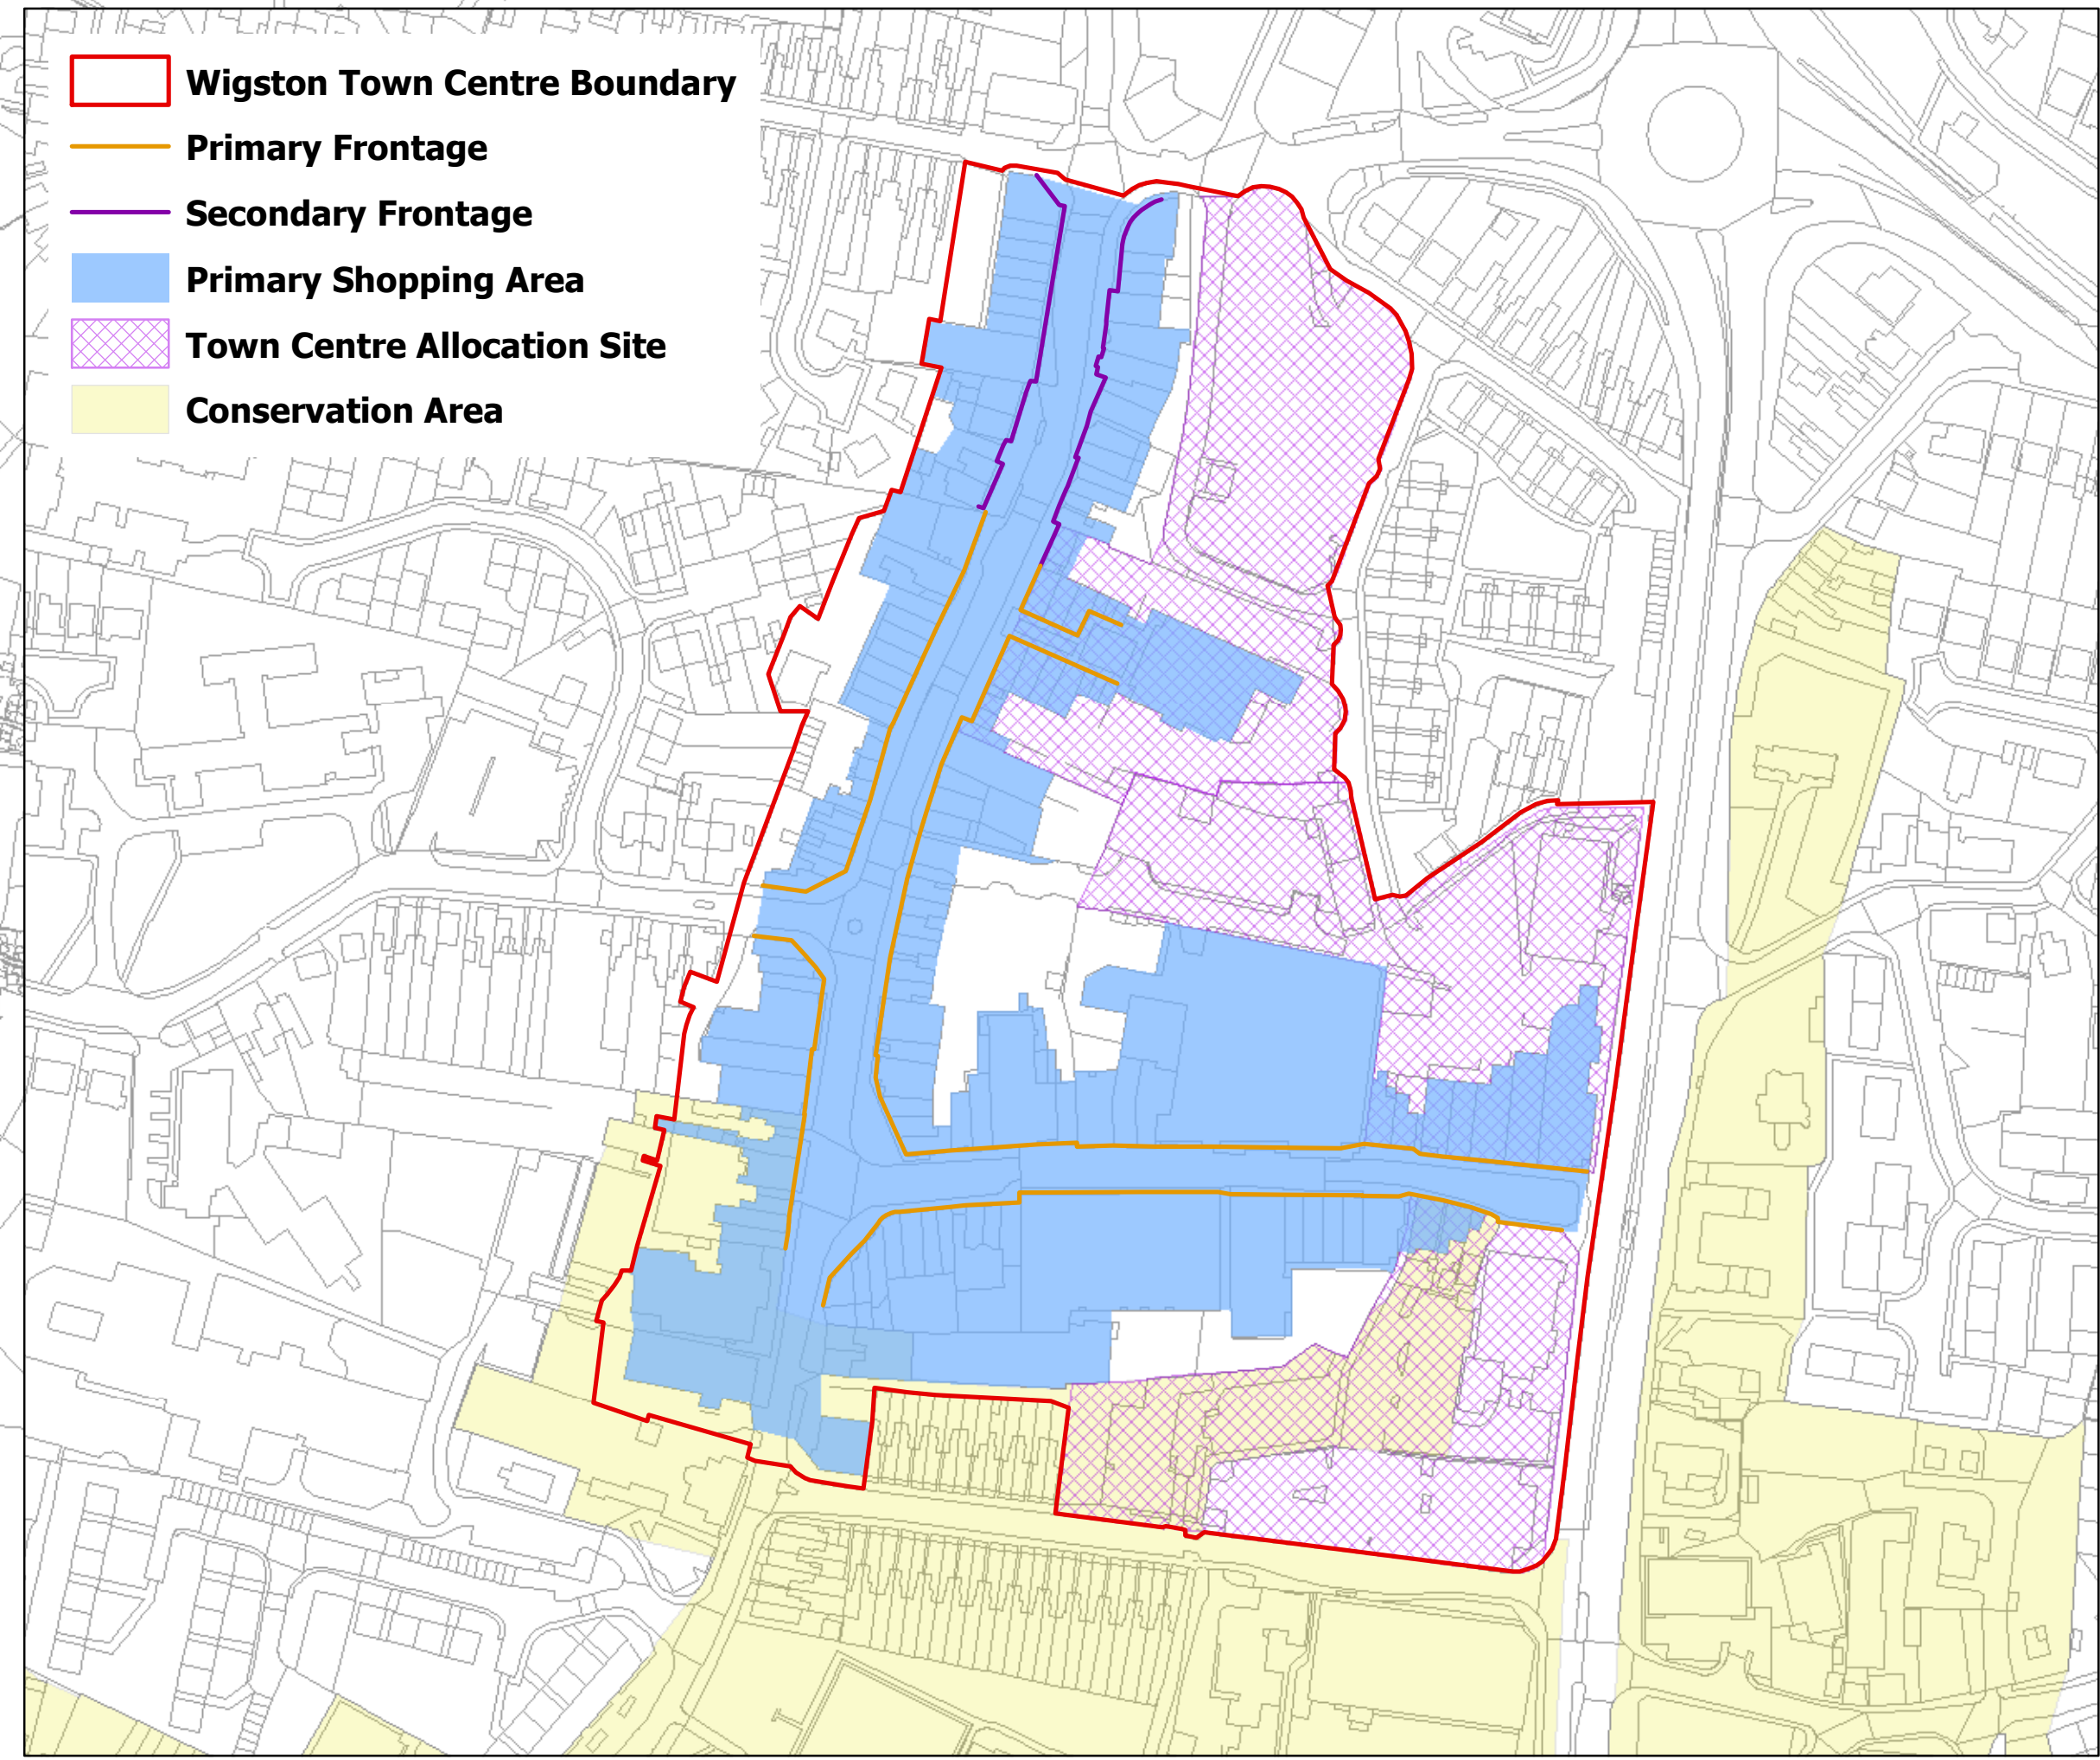 Wigston Town Centre Boundary
Primary Frontage
Secondary Frontage
Primary Shopping Area
Town Centre Allocation Site
Conservation Area